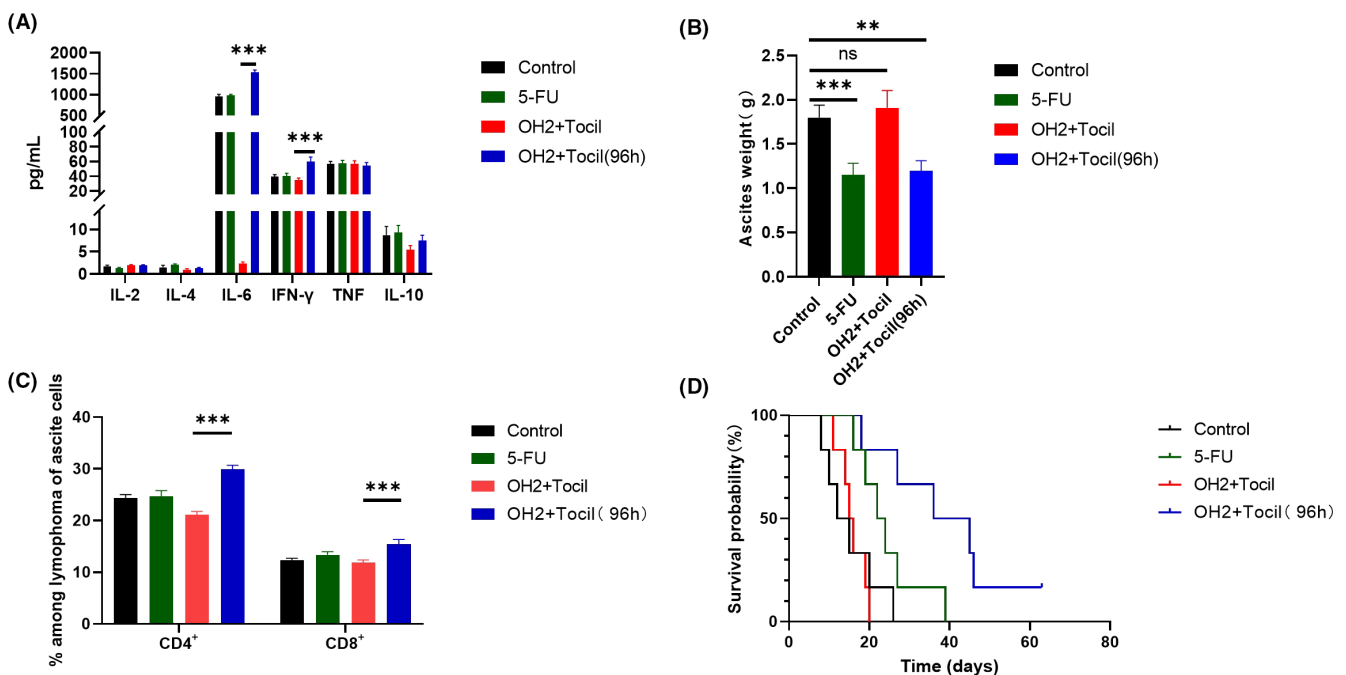 (A)
pg/mL
2000
1500
1000
500
100
80
60
40
20
10
5
0
***
***
IL-2 IL-4 IL-6 IFN-γ TNF IL-10
Control
5-FU
OH2+Tocil
OH2+Tocil(96h)
(B)
Ascites weight( g)
2.5
2.0
1.5
1.0
0.5
0.0
**
ns
***
Control
5-FU
OH2+Tocil
OH2+Tocil(96h)
Control
5-FU
OH2+Tocil
OH2+Tocil(96h)
(C)
% among lymophoma of ascite cells
40
30
20
10
0
***
***
CD4+ CD8+
Control
5-FU
OH2+Tocil
OH2+Tocil( 96h)
(D)
Survival probability(%)
100
50
0
0 20 40 60 80
Time (days)
Control
5-FU
OH2+Tocil
OH2+Tocil( 96h)